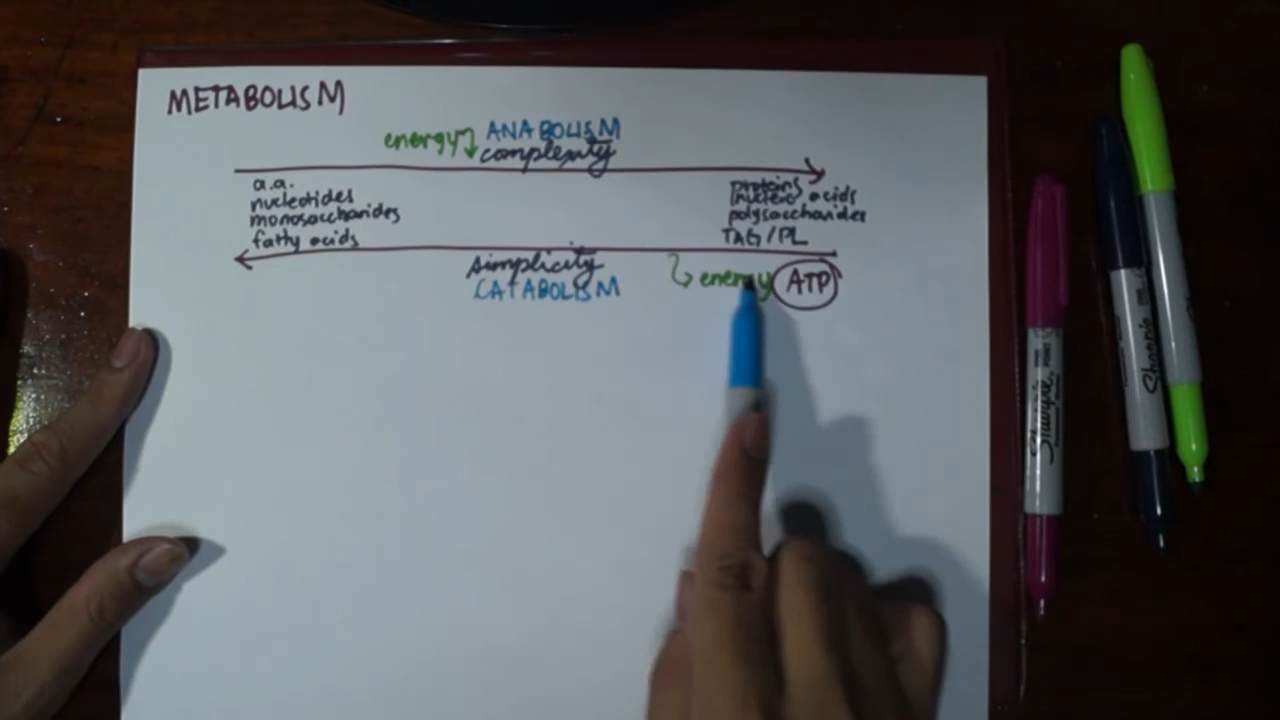 METABOLISM
energy ANABOLISM
complexity
a.a.
nucleotides
monosaccharides
fatty acids
proteins
nucleic acids
polysaccharides
TAG/PL
simplicity
CATABOLISM
energy ATP
Sharpie
Sharpie